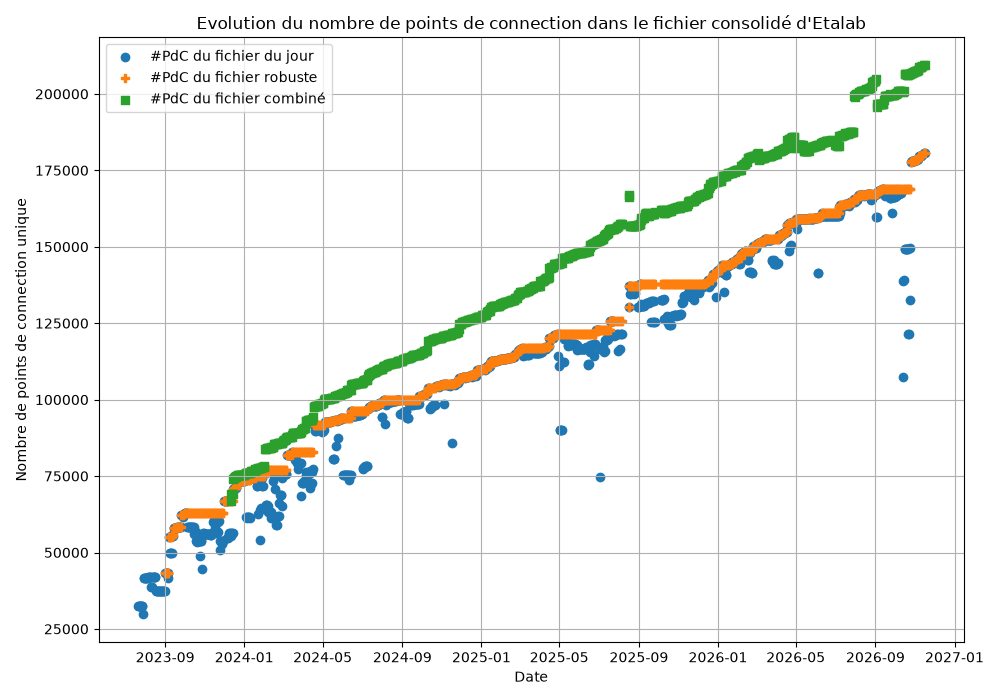 Evolution du nombre de points de connection dans le fichier consolidé d'Etalab
#PdC du fichier du jour
#PdC du fichier robuste
#PdC du fichier combiné
Nombre de points de connection unique
200000
175000
150000
125000
100000
75000
50000
25000
2023-09 2024-01 2024-05 2024-09 2025-01 2025-05 2025-09 2026-01 2026-05 2026-09 2027-01
Date